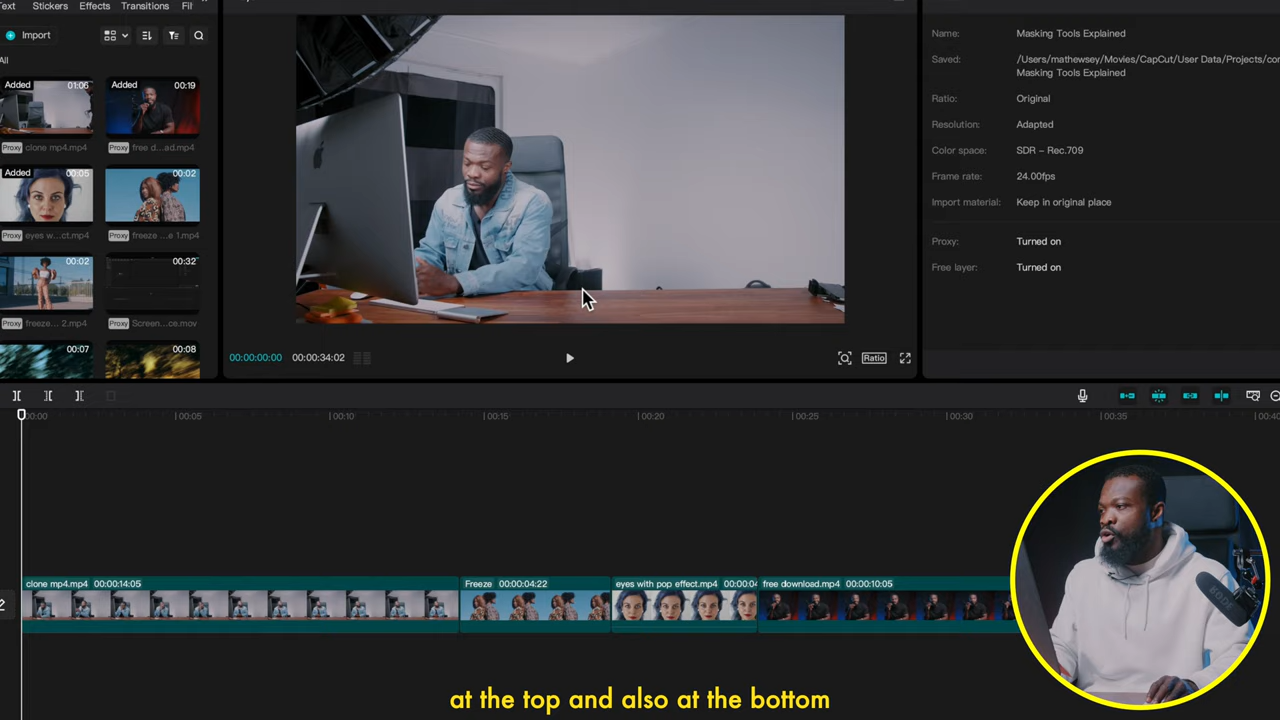 Text Stickers Effects Transitions Fil
Import
All
Added 01:06 Added 00:19
Proxy clone mp4.mp4 Proxy free d...ad.mp4
Added 00:05 00:02
Proxy eyes w...ct.mp4 Proxy freeze ...e 1.mp4
00:02 00:32
Proxy freeze... 2.mp4 Proxy Screen...ce.mov
00:07 00:08
00:00:00:00 00:00:34:02
Ratio
Name: Masking Tools Explained
Saved: /Users/mathewsey/Movies/CapCut/User Data/Projects/com
Masking Tools Explained
Ratio: Original
Resolution: Adapted
Color space: SDR – Rec.709
Frame rate: 24.00fps
Import material: Keep in original place
Proxy: Turned on
Free layer: Turned on
00:00 00:05 00:10 00:15 00:20 00:25 00:30 00:35 00:40
clone mp4.mp4 00:00:14:05 Freeze 00:00:04:22 eyes with pop effect.mp4 00:00:04 free download.mp4 00:00:10:05
RODE
at the top and also at the bottom